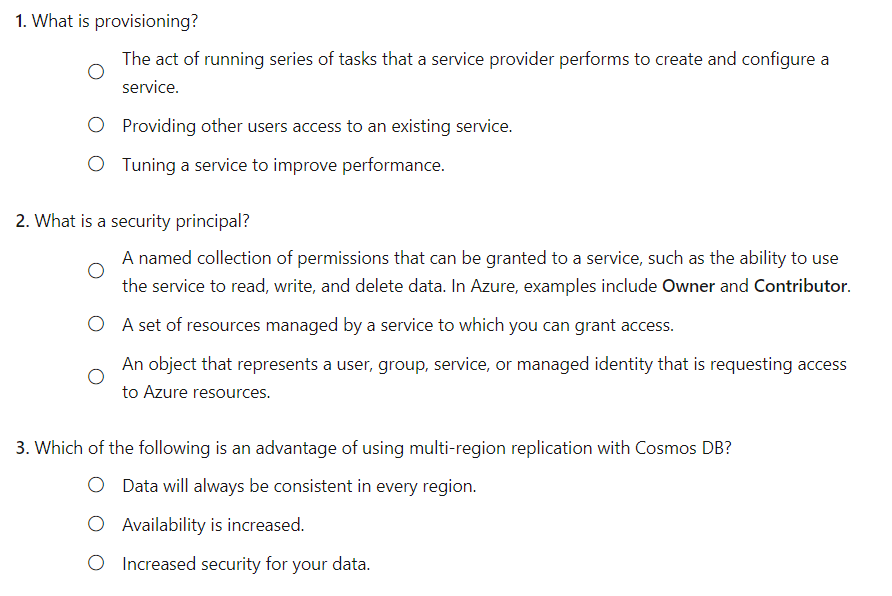 1. What is provisioning?
The act of running series of tasks that a service provider performs to create and configure a
service.
Providing other users access to an existing service.
Tuning a service to improve performance.
2. What is a security principal?
A named collection of permissions that can be granted to a service, such as the ability to use
the service to read, write, and delete data. In Azure, examples include Owner and Contributor.
A set of resources managed by a service to which you can grant access.
An object that represents a user, group, service, or managed identity that is requesting access
to Azure resources.
3. Which of the following is an advantage of using multi-region replication with Cosmos DB?
Data will always be consistent in every region.
Availability is increased.
Increased security for your data.